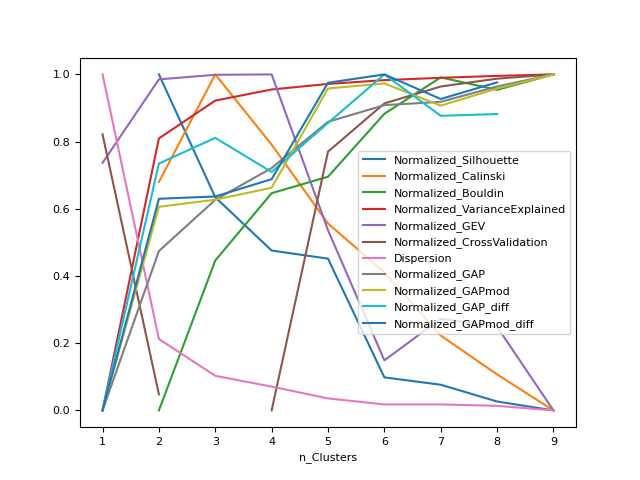 1.0
0.8
0.6
0.4
0.2
0.0
Normalized_Silhouette
Normalized_Calinski
Normalized_Bouldin
Normalized_VarianceExplained
Normalized_GEV
Normalized_CrossValidation
Dispersion
Normalized_GAP
Normalized_GAPmod
Normalized_GAP_diff
Normalized_GAPmod_diff
1 2 3 4 5 6 7 8 9
n_Clusters